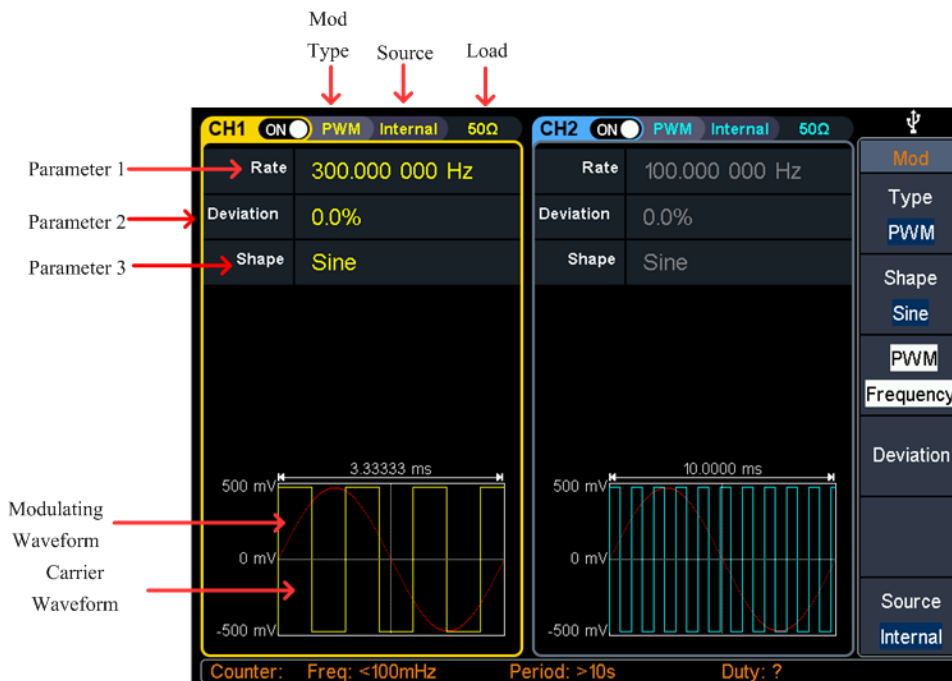 Mod
Type
Source
Load
CH1 ON PWM Internal 50Ω
CH2 ON PWM Internal 50Ω
Parameter 1
Rate 300.000 000 Hz
Rate 100.000 000 Hz
Parameter 2
Deviation 0.0%
Deviation 0.0%
Parameter 3
Shape Sine
Shape Sine
Mod
Type
PWM
Shape
Sine
PWM
Frequency
Deviation
Source
Internal
3.33333 ms
500 mV
0 mV
-500 mV
10.0000 ms
500 mV
0 mV
-500 mV
Modulating
Waveform
Carrier
Waveform
Counter: Freq: <100mHz Period: >10s Duty: ?